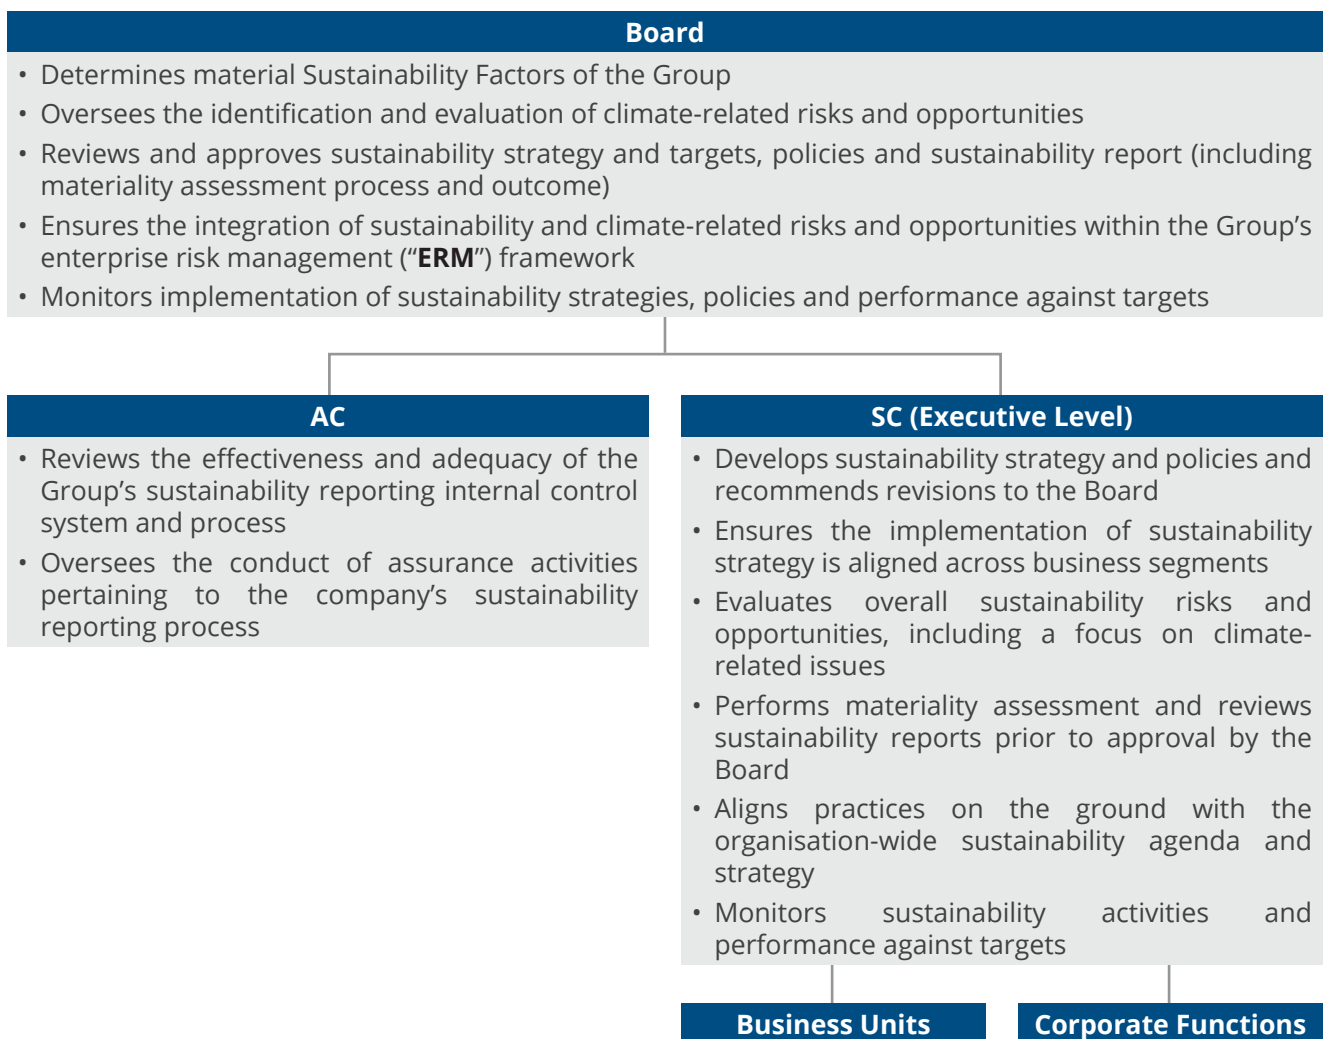 Board
• Determines material Sustainability Factors of the Group
• Oversees the identification and evaluation of climate-related risks and opportunities
• Reviews and approves sustainability strategy and targets, policies and sustainability report (including
materiality assessment process and outcome)
• Ensures the integration of sustainability and climate-related risks and opportunities within the Group’s
enterprise risk management (“ERM”) framework
• Monitors implementation of sustainability strategies, policies and performance against targets
AC
• Reviews the effectiveness and adequacy of the
Group’s sustainability reporting internal control
system and process
• Oversees the conduct of assurance activities
pertaining to the company’s sustainability
reporting process
SC (Executive Level)
• Develops sustainability strategy and policies and
recommends revisions to the Board
• Ensures the implementation of sustainability
strategy is aligned across business segments
• Evaluates overall sustainability risks and
opportunities, including a focus on climate-
related issues
• Performs materiality assessment and reviews
sustainability reports prior to approval by the
Board
• Aligns practices on the ground with the
organisation-wide sustainability agenda and
strategy
• Monitors sustainability activities and
performance against targets
Business Units
Corporate Functions